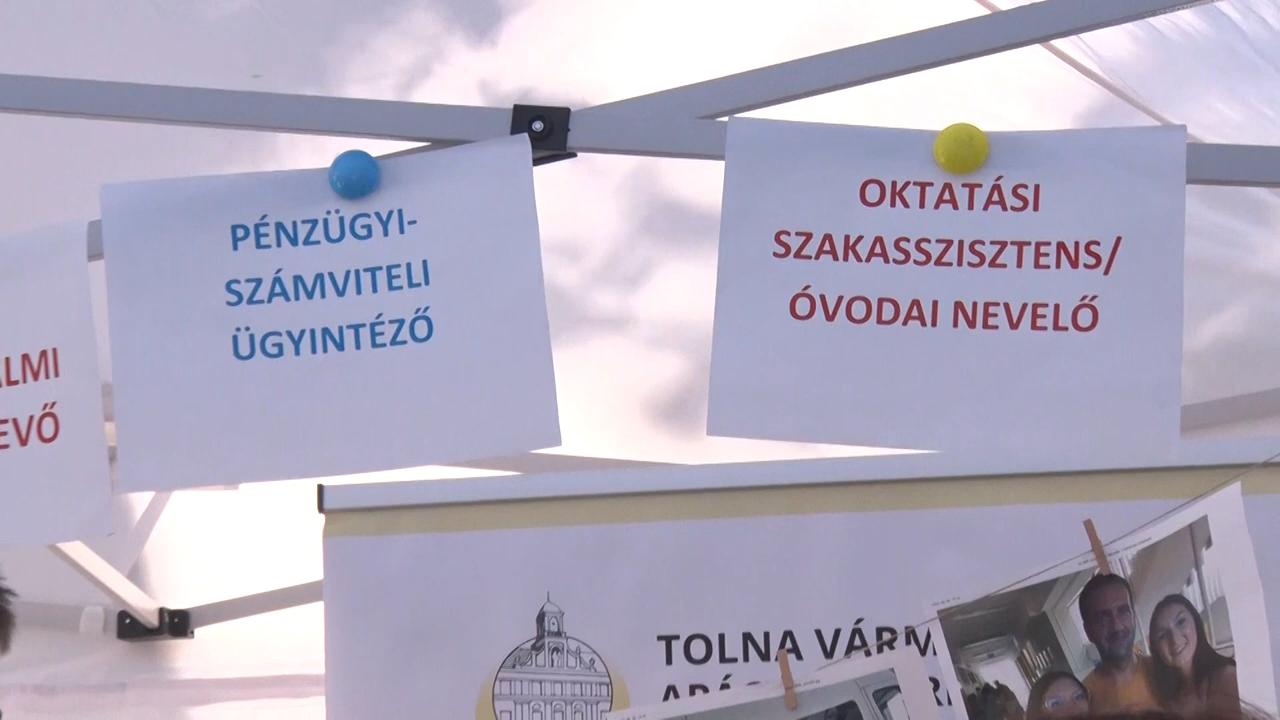 PÉNZÜGYI-
SZÁMVITELI
ÜGYINTÉZŐ
OKTATÁSI
SZAKASSZISZTENS/
ÓVODAI NEVELŐ
TOLNA